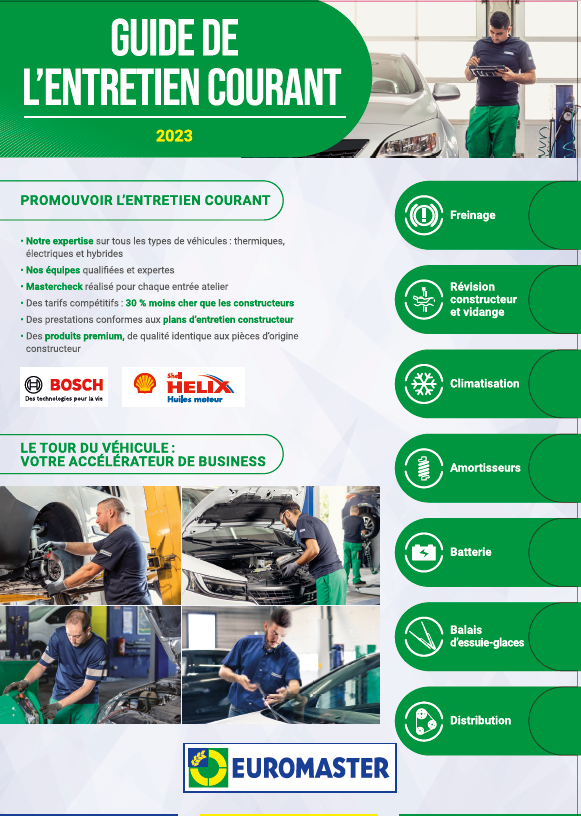 GUIDE DE
L'ENTRETIEN COURANT
2023
PROMOUVOIR L'ENTRETIEN COURANT
• Notre expertise sur tous les types de véhicules : thermiques,
électriques et hybrides
• Nos équipes qualifiées et expertes
• Mastercheck réalisé pour chaque entrée atelier
• Des tarifs compétitifs : 30 % moins cher que les constructeurs
• Des prestations conformes aux plans d'entretien constructeur
• Des produits premium, de qualité identique aux pièces d'origine
constructeur
BOSCH
Des technologies pour la vie
Shell
HELIX
Huiles moteur
LE TOUR DU VÉHICULE :
VOTRE ACCÉLÉRATEUR DE BUSINESS
Freinage
Révision
constructeur
et vidange
Climatisation
Amortisseurs
Batterie
Balais
d'essuie-glaces
Distribution
EUROMASTER